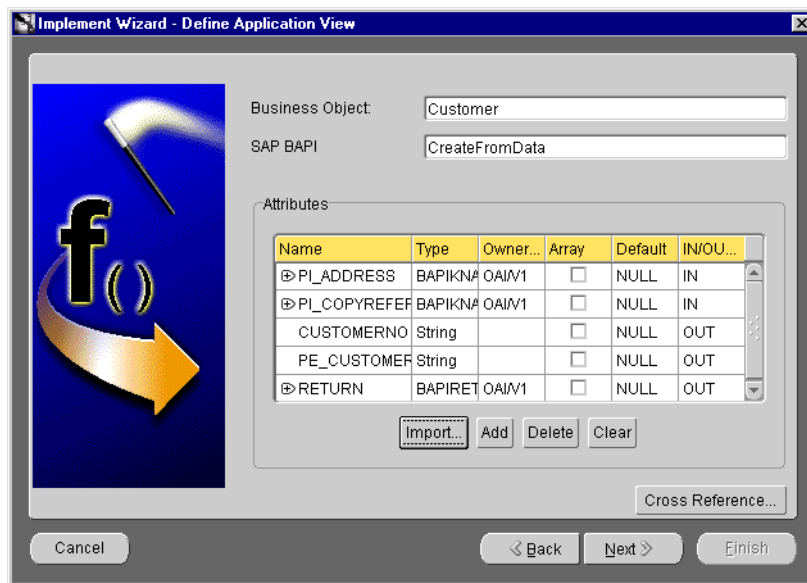 Implement Wizard - Define Application View
Business Object: Customer
SAP BAPI CreateFromData
Attributes
Name Type Owner... Array Default IN/OU...
PI_ADDRESS BAPIKNA OAI/V1 NULL IN
PI_COPYREFER BAPIKNA OAI/V1 NULL IN
CUSTOMERNO String NULL OUT
PE_CUSTOMER String NULL OUT
RETURN BAPIRET OAI/V1 NULL OUT
Import... Add Delete Clear
Cross Reference...
Cancel Back Next Finish
f()